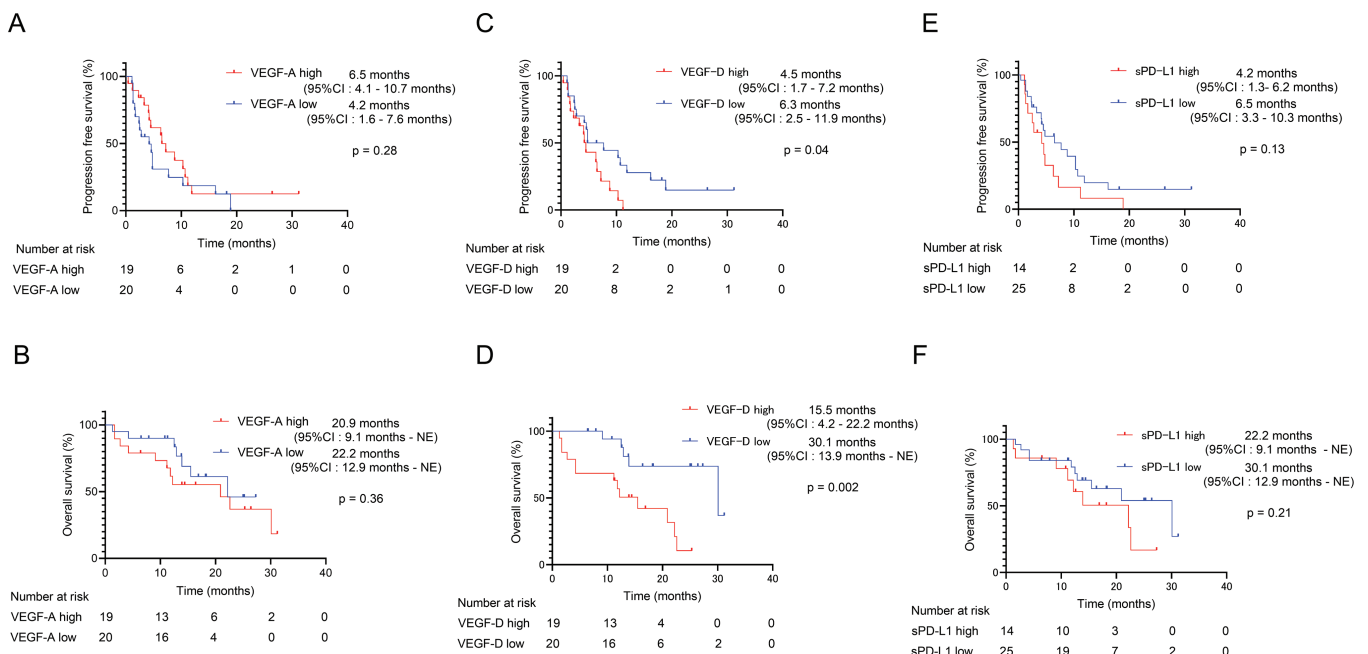 A
Progression free survival (%)
100
50
0
VEGF-A high 6.5 months
(95%CI : 4.1 - 10.7 months)
VEGF-A low 4.2 months
(95%CI : 1.6 - 7.6 months)
p = 0.28
0 10 20 30 40
Time (months)
Number at risk
VEGF-A high 19 6 2 1 0
VEGF-A low 20 4 0 0 0
C
Progression free survival (%)
100
50
0
VEGF-D high 4.5 months
(95%CI : 1.7 - 7.2 months)
VEGF-D low 6.3 months
(95%CI : 2.5 - 11.9 months)
p = 0.04
0 10 20 30 40
Time (months)
Number at risk
VEGF-D high 19 2 0 0 0
VEGF-D low 20 8 2 1 0
E
Progression free survival (%)
100
50
0
sPD-L1 high 4.2 months
(95%CI : 1.3- 6.2 months)
sPD-L1 low 6.5 months
(95%CI : 3.3 - 10.3 months)
p = 0.13
0 10 20 30 40
Time (months)
Number at risk
sPD-L1 high 14 2 0 0 0
sPD-L1 low 25 8 2 0 0
B
Overall survival (%)
100
50
0
VEGF-A high 20.9 months
(95%CI : 9.1 months - NE)
VEGF-A low 22.2 months
(95%CI : 12.9 months - NE)
p = 0.36
0 10 20 30 40
Time (months)
Number at risk
VEGF-A high 19 13 6 2 0
VEGF-A low 20 16 4 0 0
D
Overall survival (%)
100
50
0
VEGF-D high 15.5 months
(95%CI : 4.2 - 22.2 months)
VEGF-D low 30.1 months
(95%CI : 13.9 months - NE)
p = 0.002
0 10 20 30 40
Time (months)
Number at risk
VEGF-D high 19 13 4 0 0
VEGF-D low 20 16 6 2 0
F
Overall survival (%)
100
50
0
sPD-L1 high 22.2 months
(95%CI : 9.1 months - NE)
sPD-L1 low 30.1 months
(95%CI : 12.9 months - NE)
p = 0.21
0 10 20 30 40
Time (months)
Number at risk
sPD-L1 high 14 10 3 0 0
sPD-L1 low 25 19 7 2 0